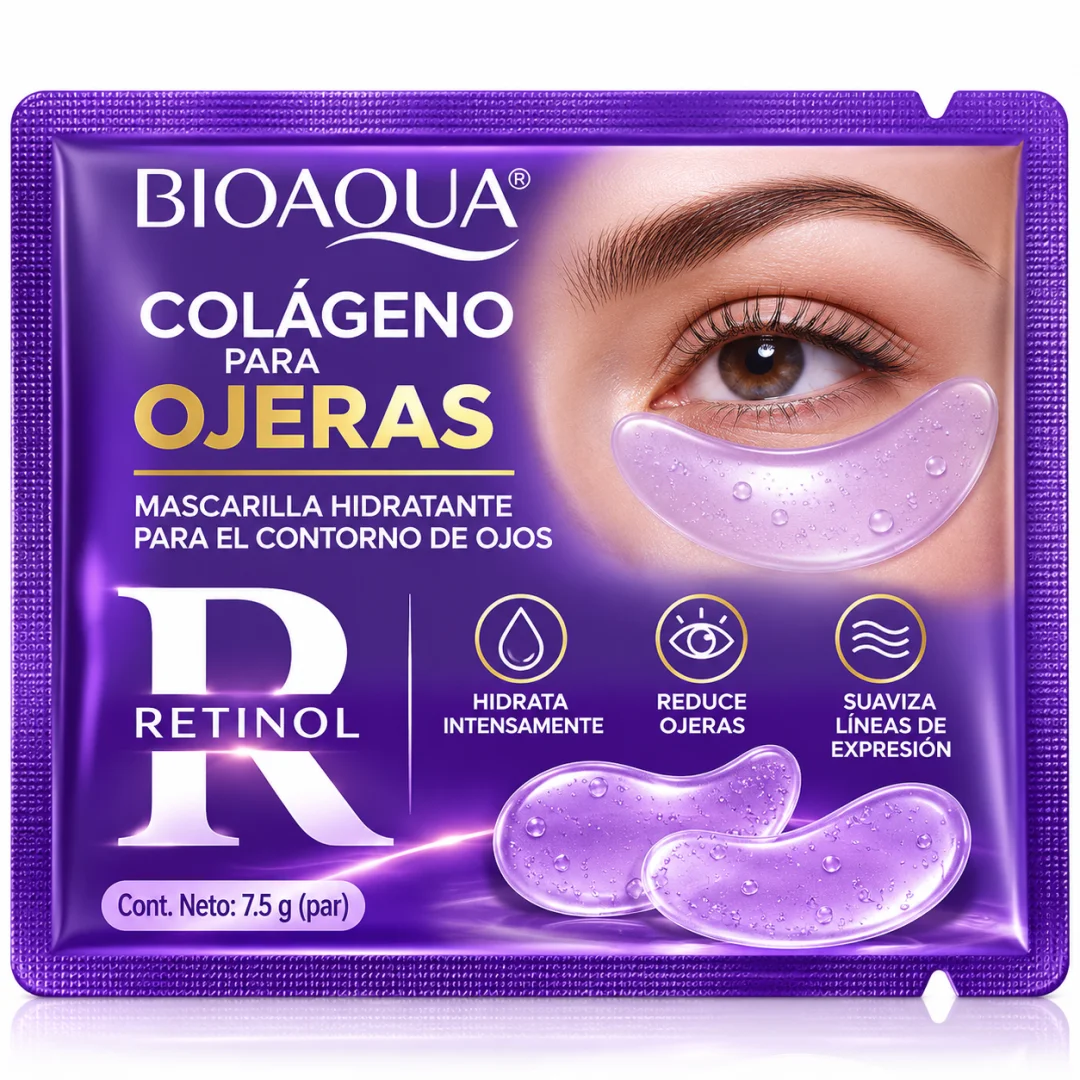 BIOAQUA®
COLÁGENO
PARA
OJERAS
MASCARILLA HIDRATANTE
PARA EL CONTORNO DE OJOS
R
RETINOL
HIDRATA
INTENSAMENTE
REDUCE
OJERAS
SUAVIZA
LÍNEAS DE
EXPRESIÓN
Cont. Neto: 7.5 g (par)